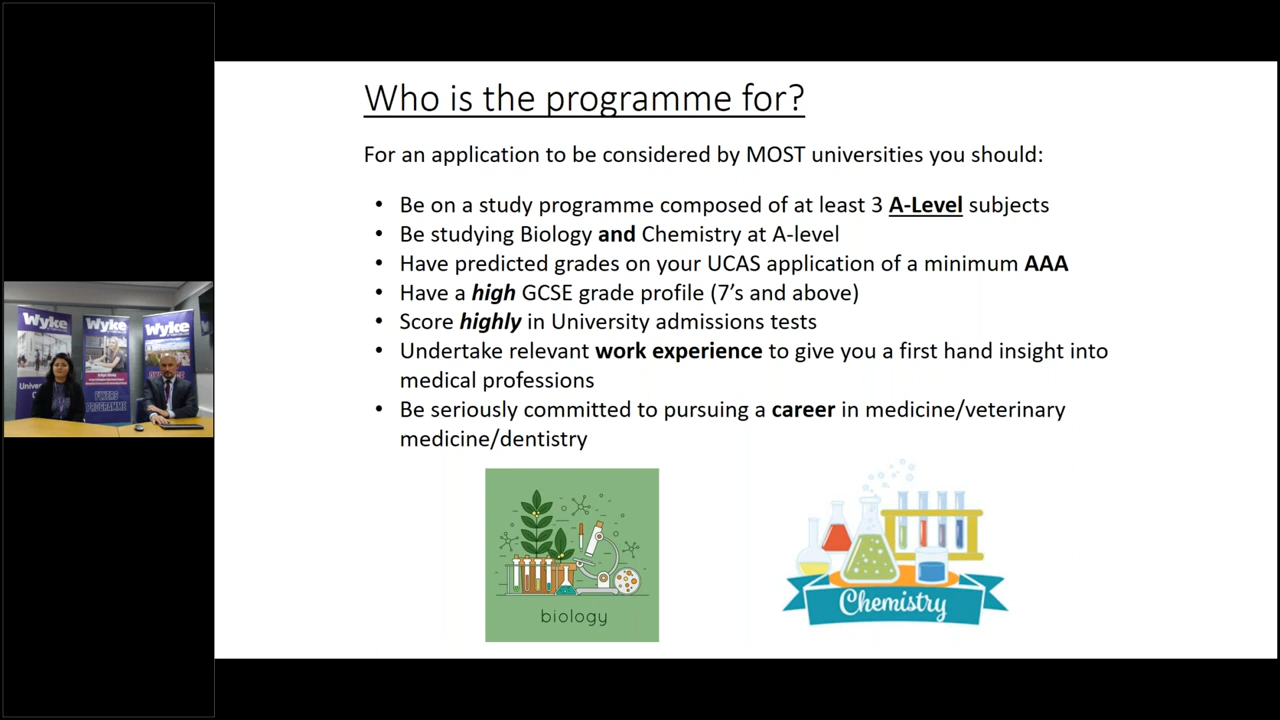 Who is the programme for?
For an application to be considered by MOST universities you should:
• Be on a study programme composed of at least 3 A-Level subjects
• Be studying Biology and Chemistry at A-level
• Have predicted grades on your UCAS application of a minimum AAA
• Have a high GCSE grade profile (7’s and above)
• Score highly in University admissions tests
• Undertake relevant work experience to give you a first hand insight into
medical professions
• Be seriously committed to pursuing a career in medicine/veterinary
medicine/dentistry
biology
Chemistry
Wyke
Wyke
Wyke
PROGRAMME